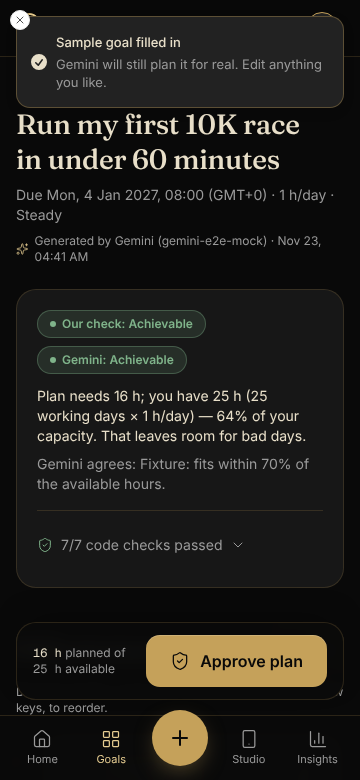 Sample goal filled in
Gemini will still plan it for real. Edit anything
you like.
Run my first 10K race
in under 60 minutes
Due Mon, 4 Jan 2027, 08:00 (GMT+0) · 1 h/day ·
Steady
Generated by Gemini (gemini-e2e-mock) · Nov 23,
04:41 AM
Our check: Achievable
Gemini: Achievable
Plan needs 16 h; you have 25 h (25
working days × 1 h/day) — 64% of your
capacity. That leaves room for bad days.
Gemini agrees: Fixture: fits within 70% of
the available hours.
7/7 code checks passed
16 h planned of
25 h available
Approve plan
keys, to reorder.
Home
Goals
Studio
Insights